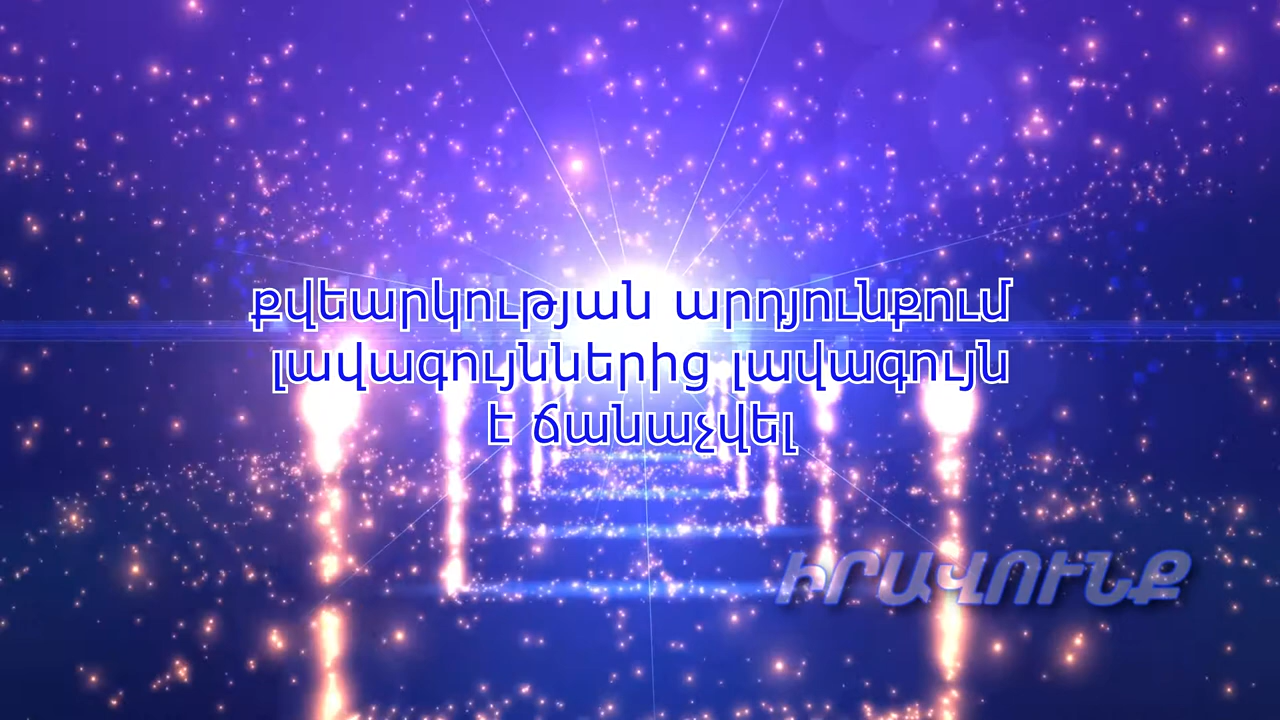 քվեարկության արդյունքում
լավագույններից լավագույն
է ճանաչվել
ԻՐԱՎՈՒՆՔ